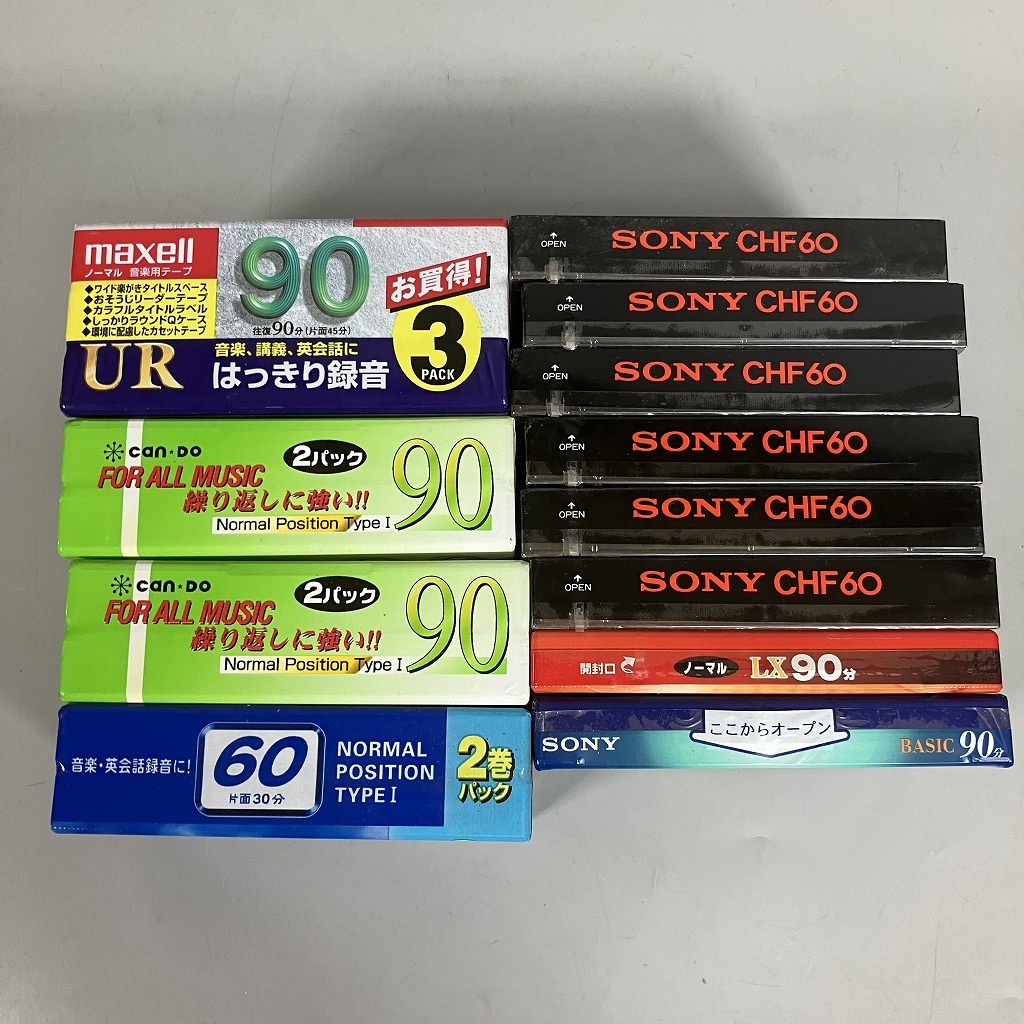 maxell
ノーマル 音楽用テープ
◆ワイド楽がきタイトルスペース
◆おそうじリーダーテープ
◆カラフルタイトルラベル
◆しっかりラウンドQケース
◆環境に配慮したカセットテープ
90
往復90分(片面45分)
お買得!
3
PACK
UR
音楽、講義、英会話に
はっきり録音
can★DO
2パック
FOR ALL MUSIC
繰り返しに強い!!
Normal Position Type I
90
can★DO
2パック
FOR ALL MUSIC
繰り返しに強い!!
Normal Position Type I
90
音楽・英会話録音に!
60
片面30分
NORMAL
POSITION
TYPE I
2巻
パック
OPEN
SONY CHF60
OPEN
SONY CHF60
OPEN
SONY CHF60
OPEN
SONY CHF60
OPEN
SONY CHF60
OPEN
SONY CHF60
開封口
ノーマル
LX90分
SONY
ここからオープン
BASIC 90分